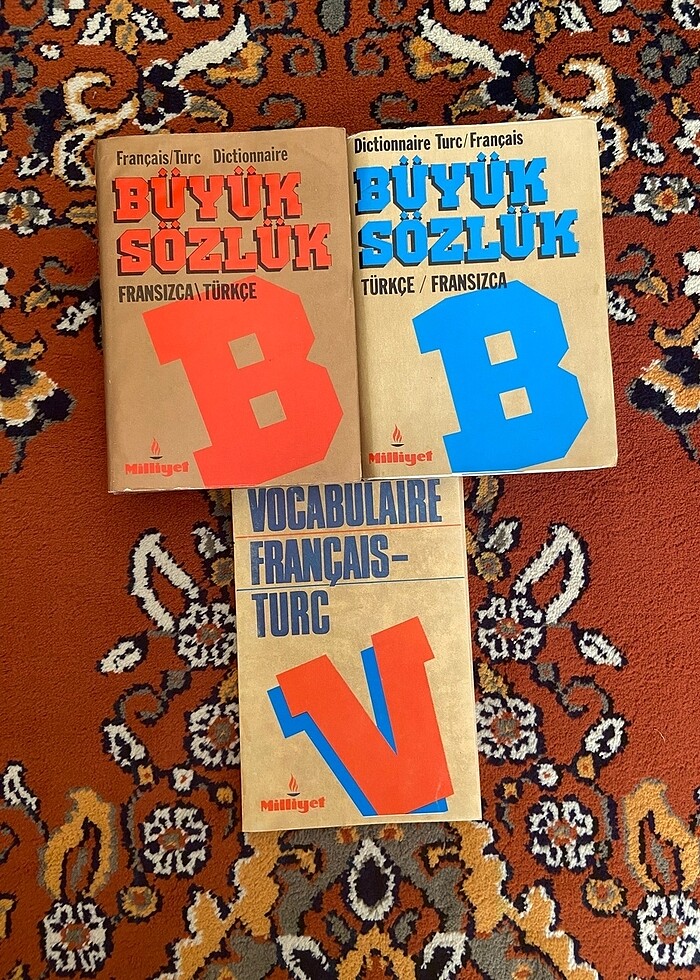 Français/Turc Dictionnaire
BÜYÜK
SÖZLÜK
FRANSIZCA\TÜRKÇE
B
Milliyet
Dictionnaire Turc/Français
BÜYÜK
SÖZLÜK
TÜRKÇE / FRANSIZCA
B
Milliyet
VOCABULAIRE
FRANÇAIS-
TURC
V
Milliyet